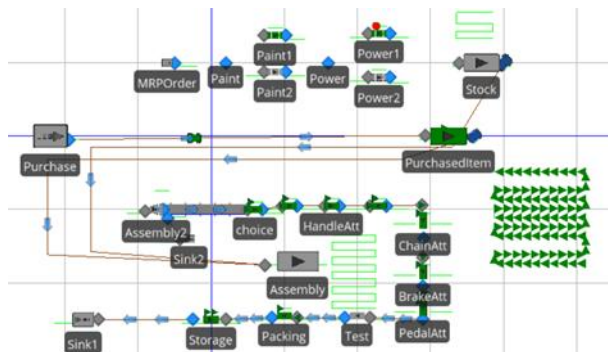 Paint1
Power1
MRPOrder
Paint
Paint2
Power
Power2
Stock
Purchase
PurchasedItem
Assembly2
choice
HandleAtt
Sink2
ChainAtt
Assembly
BrakeAtt
Sink1
Storage
Packing
Test
PedalAtt